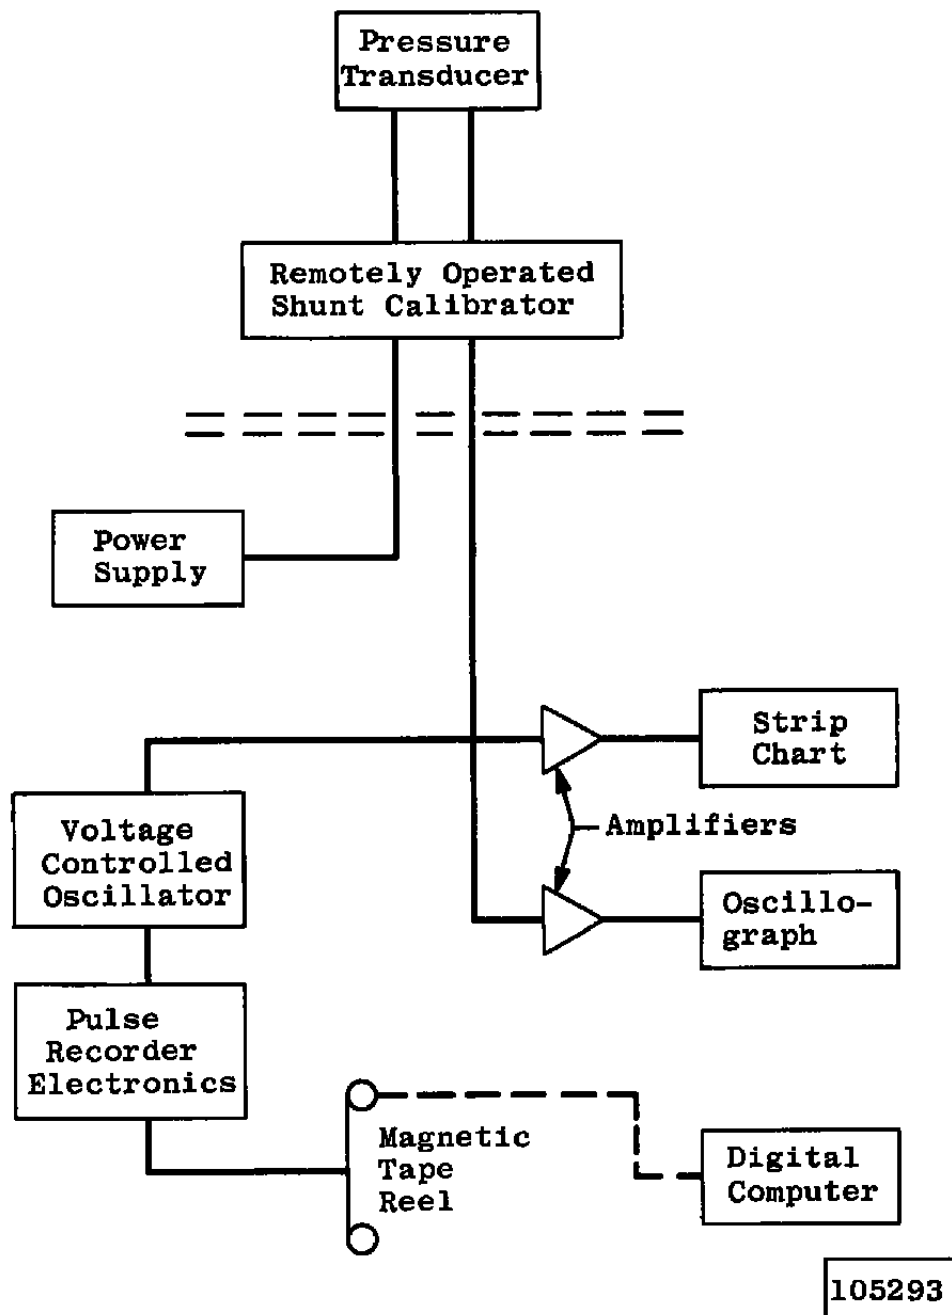 Pressure
Transducer
Remotely Operated
Shunt Calibrator
Power
Supply
Strip
Chart
Amplifiers
Voltage
Controlled
Oscillator
Oscillo-
graph
Pulse
Recorder
Electronics
Magnetic
Tape
Reel
Digital
Computer
105293